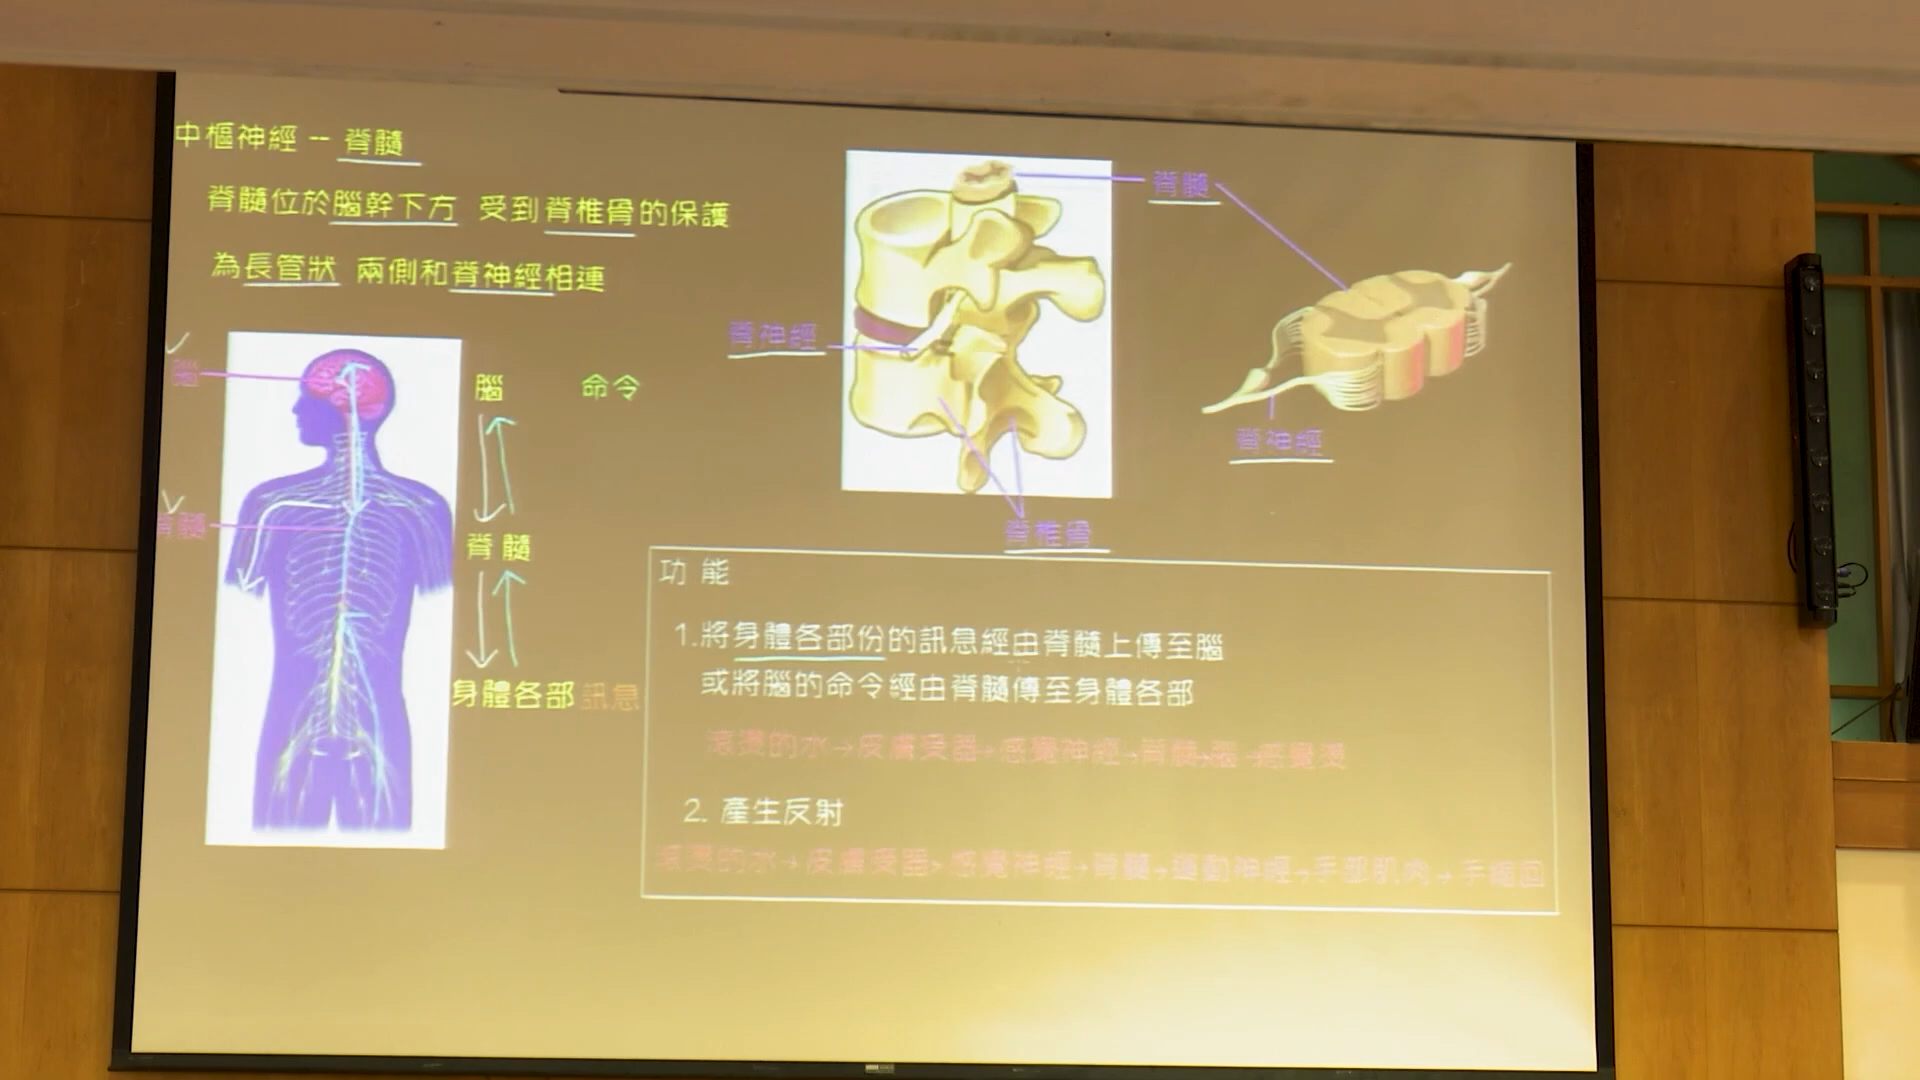 中樞神經 -- 脊髓
脊髓位於腦幹下方 受到脊椎骨的保護
為長管狀 兩側和脊神經相連
腦
脊髓
腦 命令
脊髓
身體各部 訊息
脊髓
脊神經
脊神經
脊椎骨
功能
1.將身體各部份的訊息經由脊髓上傳至腦
或將腦的命令經由脊髓傳至身體各部
滾燙的水→皮膚受器→感覺神經→脊髓→腦→感覺燙
2. 產生反射
滾燙的水→皮膚受器→感覺神經→脊髓→運動神經→手部肌肉→手縮回